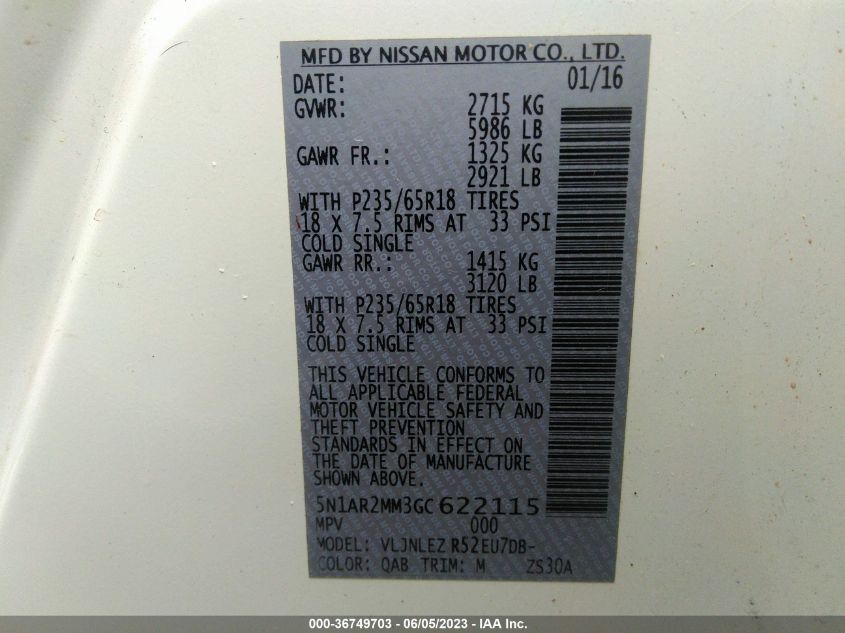 MFD BY NISSAN MOTOR CO., LTD.
DATE: 01/16
GVWR: 2715 KG
5986 LB
GAWR FR.: 1325 KG
2921 LB
WITH P235/65R18 TIRES
18 X 7.5 RIMS AT 33 PSI
COLD SINGLE
GAWR RR.: 1415 KG
3120 LB
WITH P235/65R18 TIRES
18 X 7.5 RIMS AT 33 PSI
COLD SINGLE
THIS VEHICLE CONFORMS TO
ALL APPLICABLE FEDERAL
MOTOR VEHICLE SAFETY AND
THEFT PREVENTION
STANDARDS IN EFFECT ON
THE DATE OF MANUFACTURE
SHOWN ABOVE.
5N1AR2MM3GC622115
MPV 000
MODEL: VLJNLEZ R52EU7DB-
COLOR: QAB TRIM: M ZS30A
000-36749703 - 06/05/2023 - IAA Inc.